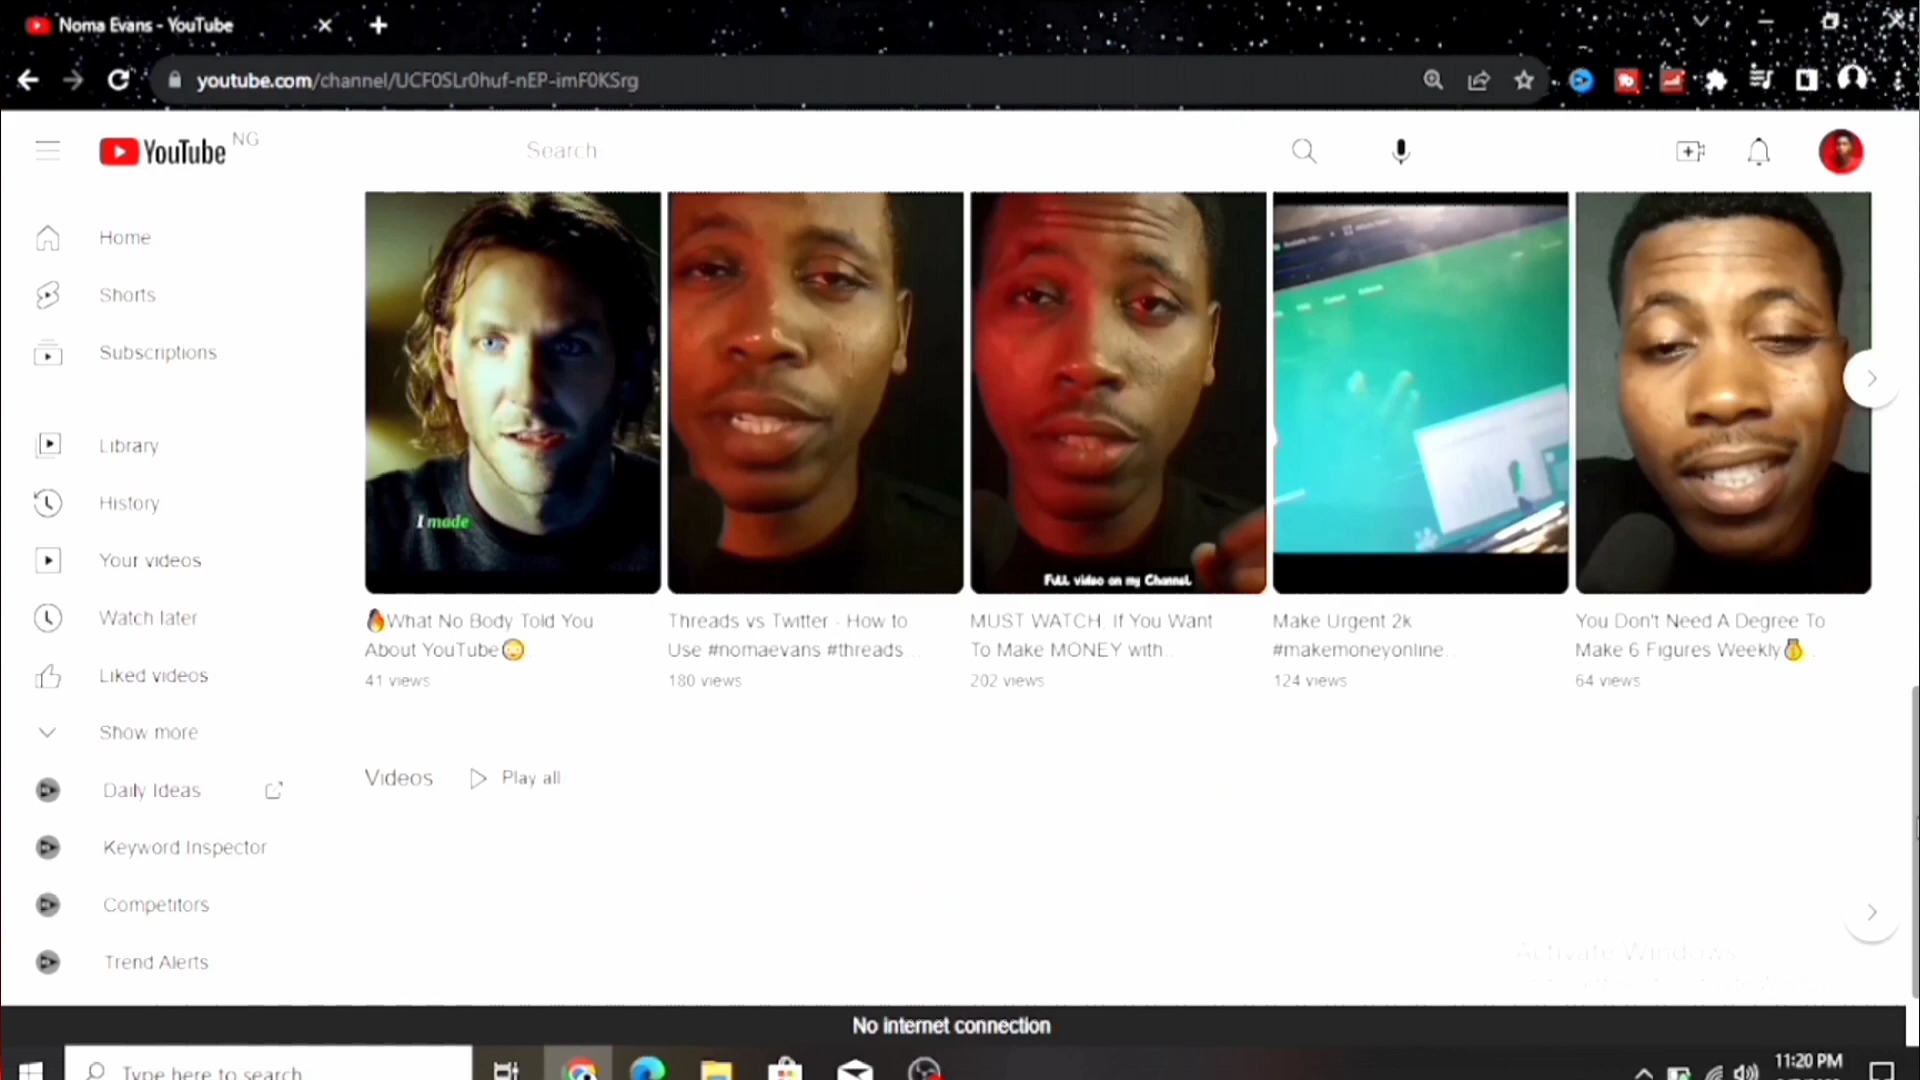 Noma Evans - YouTube
youtube.com/channel/UCF0SLr0huf-nEP-imF0KSrg
YouTube NG
Search
Home
Shorts
Subscriptions
Library
History
Your videos
Watch later
Liked videos
Show more
Daily Ideas
Keyword Inspector
Competitors
Trend Alerts
I made
Full video on my Channel
🔥What No Body Told You
About YouTube😳
41 views
Threads vs Twitter - How to
Use #nomaevans #threads ...
180 views
MUST WATCH If You Want
To Make MONEY with...
202 views
Make Urgent 2k
#makemoneyonline...
124 views
You Don't Need A Degree To
Make 6 Figures Weekly🥇...
64 views
Videos
Play all
Activate Windows
No internet connection
Type here to search
11:20 PM